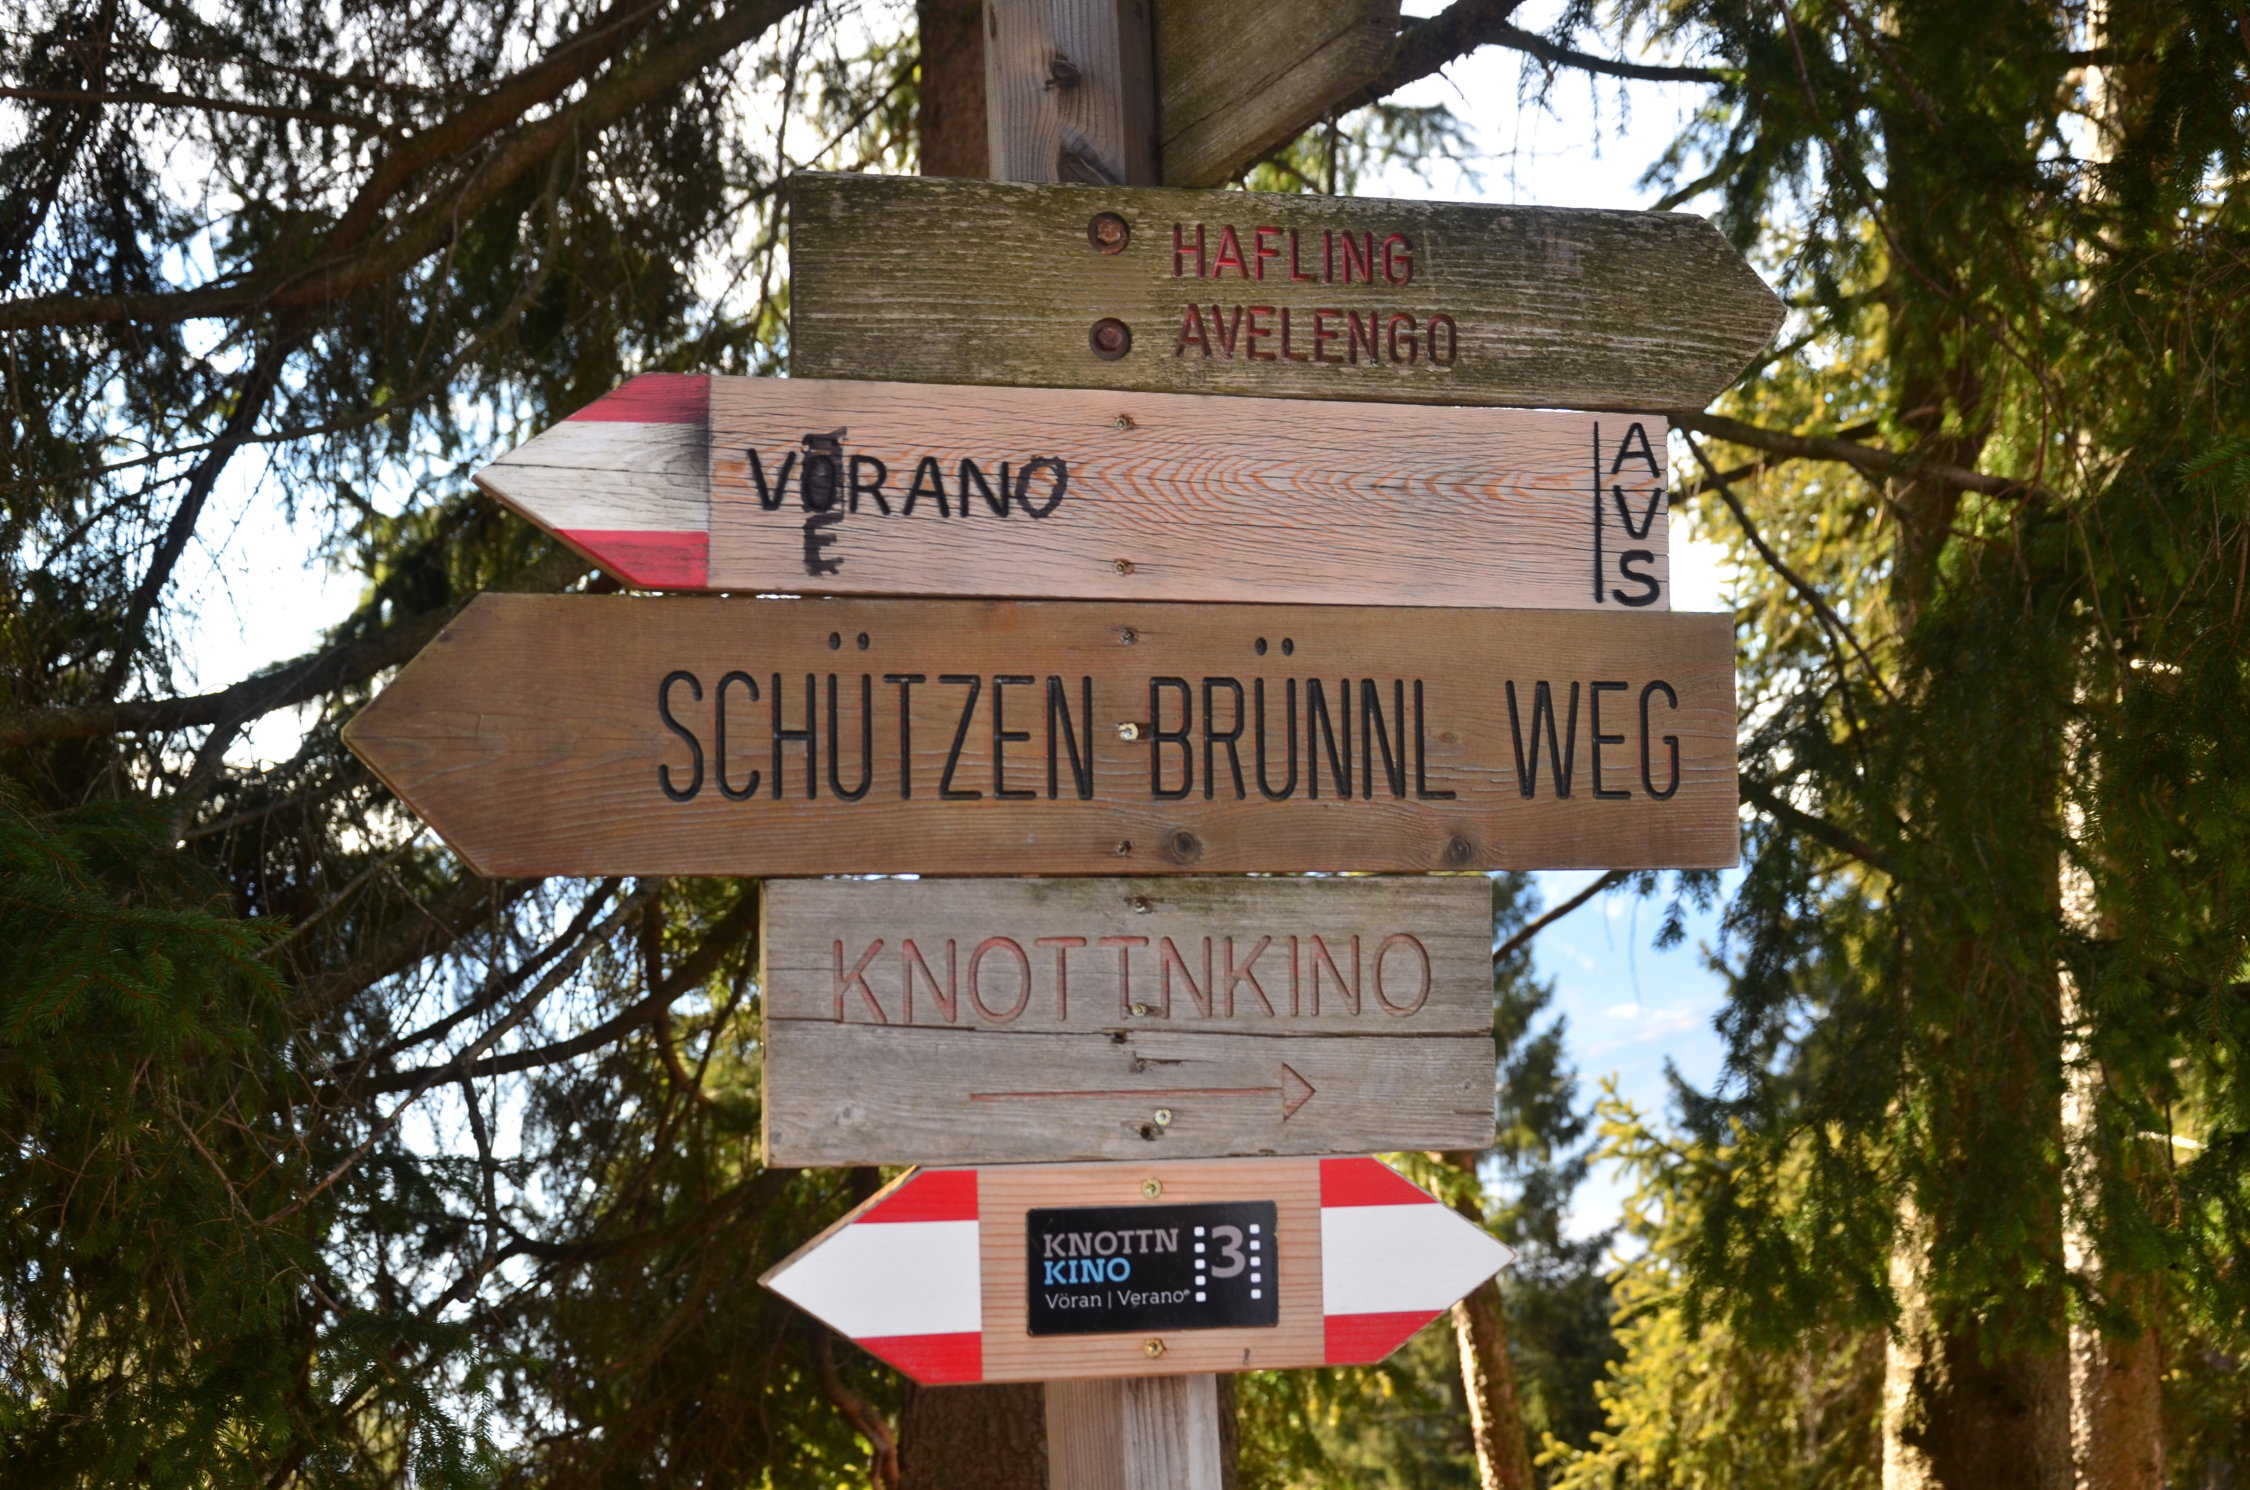 HAFLING
AVELENGO
VÖRANO
E
AVS
SCHÜTZEN BRÜNNL WEG
KNOTTNKINO
KNOTTN
KINO
3
Vöran | Verano